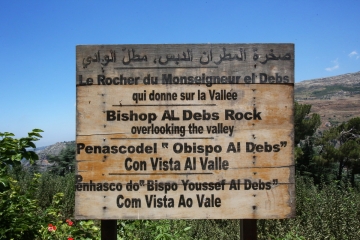 صخرة المطران الدبس، مطلّ الوادي
Le Rocher du Monseigneur el Debs
qui donne sur la Vallée
Bishop AL Debs Rock
overlooking the valley
Penascodel " Obispo Al Debs"
Con Vista Al Valle
Penhasco do"Bispo Youssef Al Debs"
Com Vista Ao Vale